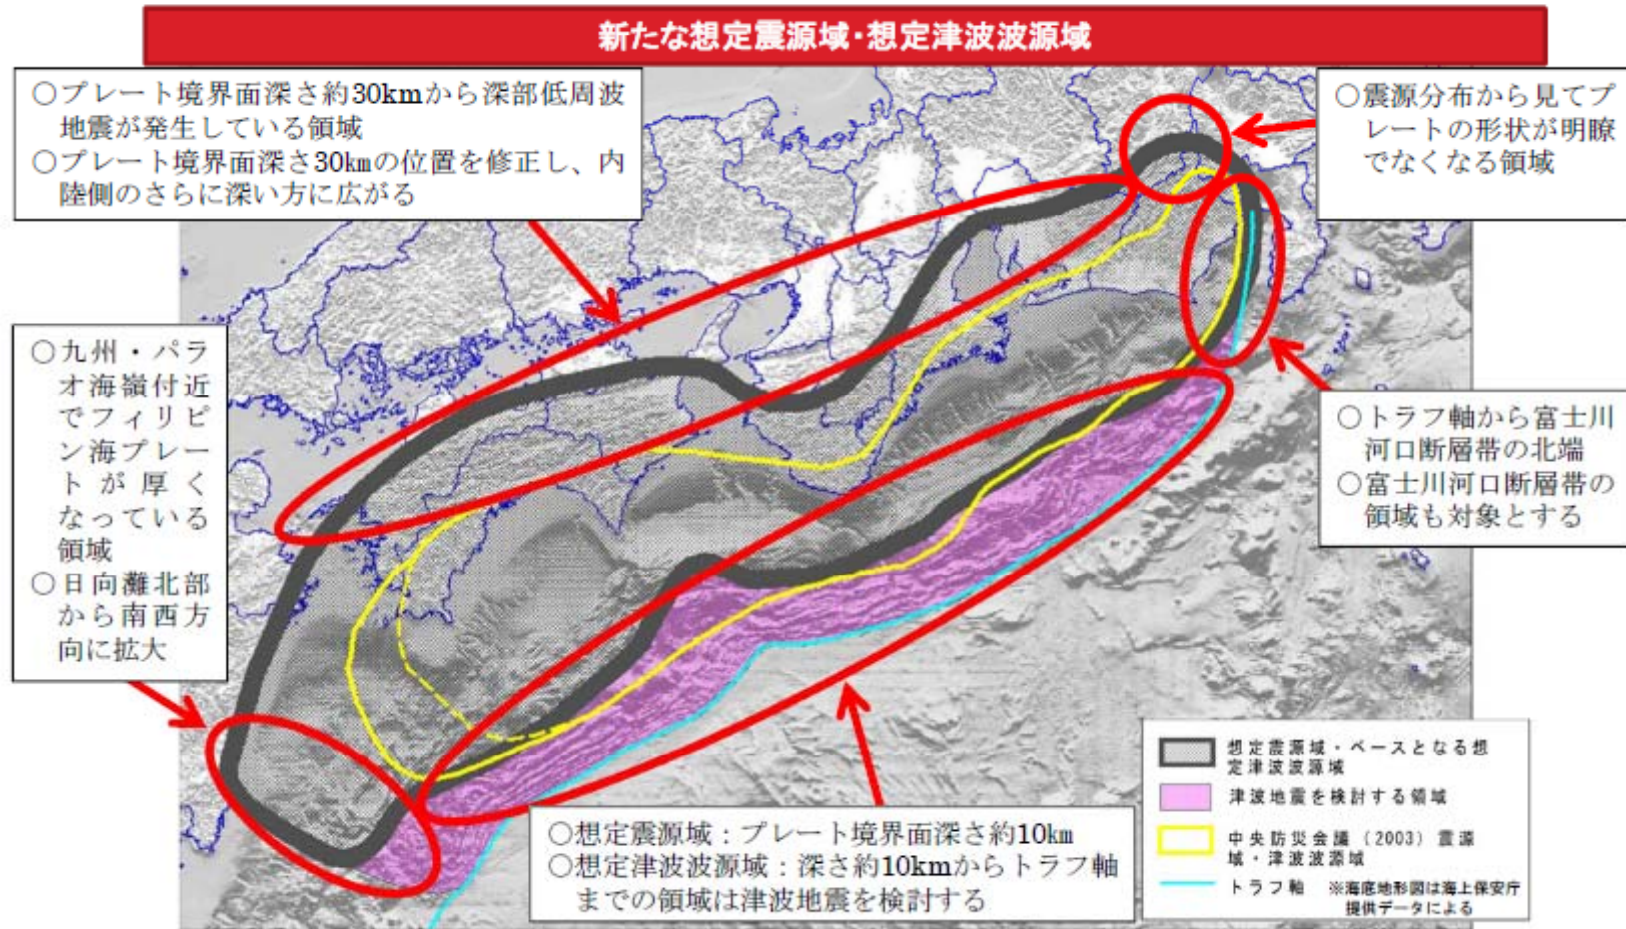 新たな想定震源域・想定津波波源域
○プレート境界面深さ約30kmから深部低周波
地震が発生している領域
○プレート境界面深さ30㎞の位置を修正し、内
陸側のさらに深い方に広がる
○震源分布から見てプ
レートの形状が明瞭
でなくなる領域
○九州・パラ
オ海嶺付近
でフィリピ
ン海プレー
トが厚く
なっている
領域
○日向灘北部
から南西方
向に拡大
○トラフ軸から富士川
河口断層帯の北端
○富士川河口断層帯の
領域も対象とする
○想定震源域：プレート境界面深さ約10㎞
○想定津波波源域：深さ約10kmからトラフ軸
までの領域は津波地震を検討する
想定震源域・ベースとなる想
定津波波源域
津波地震を検討する領域
中央防災会議（2003）震源
域・津波波源域
トラフ軸　※海底地形図は海上保安庁
提供データによる